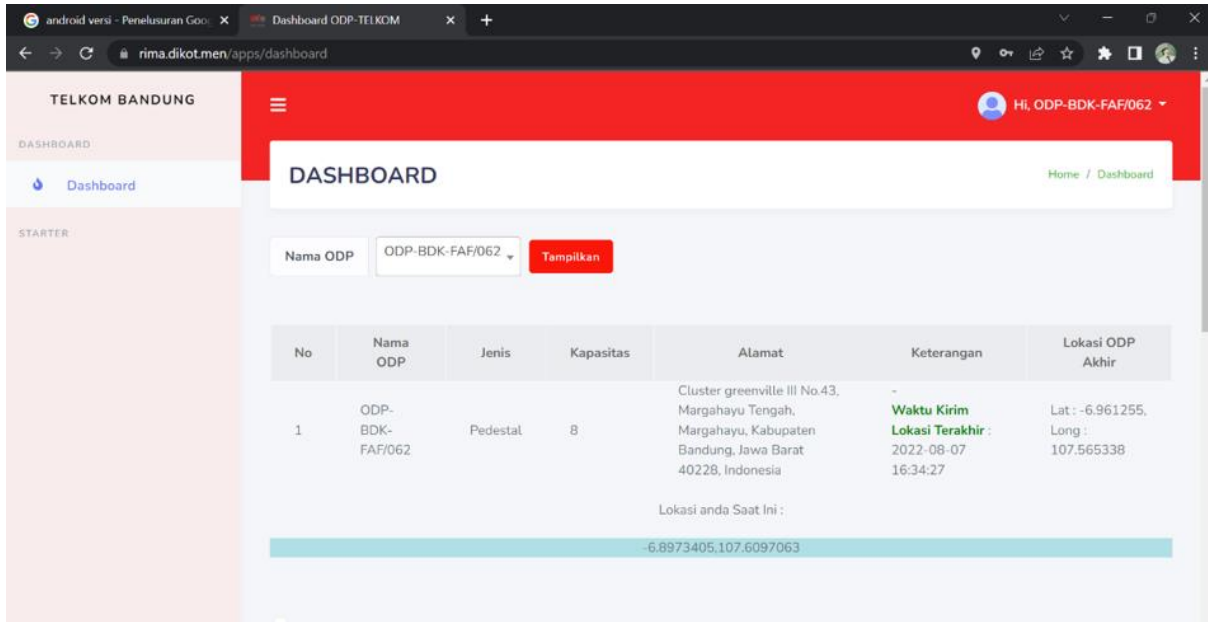 android versi - Penelusuran Goog
Dashboard ODP-TELKOM
rima.dikot.men/apps/dashboard
TELKOM BANDUNG
Hi, ODP-BDK-FAF/062
DASHBOARD
Dashboard
STARTER
DASHBOARD
Home / Dashboard
Nama ODP
ODP-BDK-FAF/062
Tampilkan
No
Nama
ODP
Jenis
Kapasitas
Alamat
Keterangan
Lokasi ODP
Akhir
1
ODP-
BDK-
FAF/062
Pedestal
8
Cluster greenville III No.43,
Margahayu Tengah,
Margahayu, Kabupaten
Bandung, Jawa Barat
40228, Indonesia
-
Waktu Kirim
Lokasi Terakhir :
2022-08-07
16:34:27
Lat : -6.961255,
Long :
107.565338
Lokasi anda Saat Ini :
-6.8973405,107.6097063